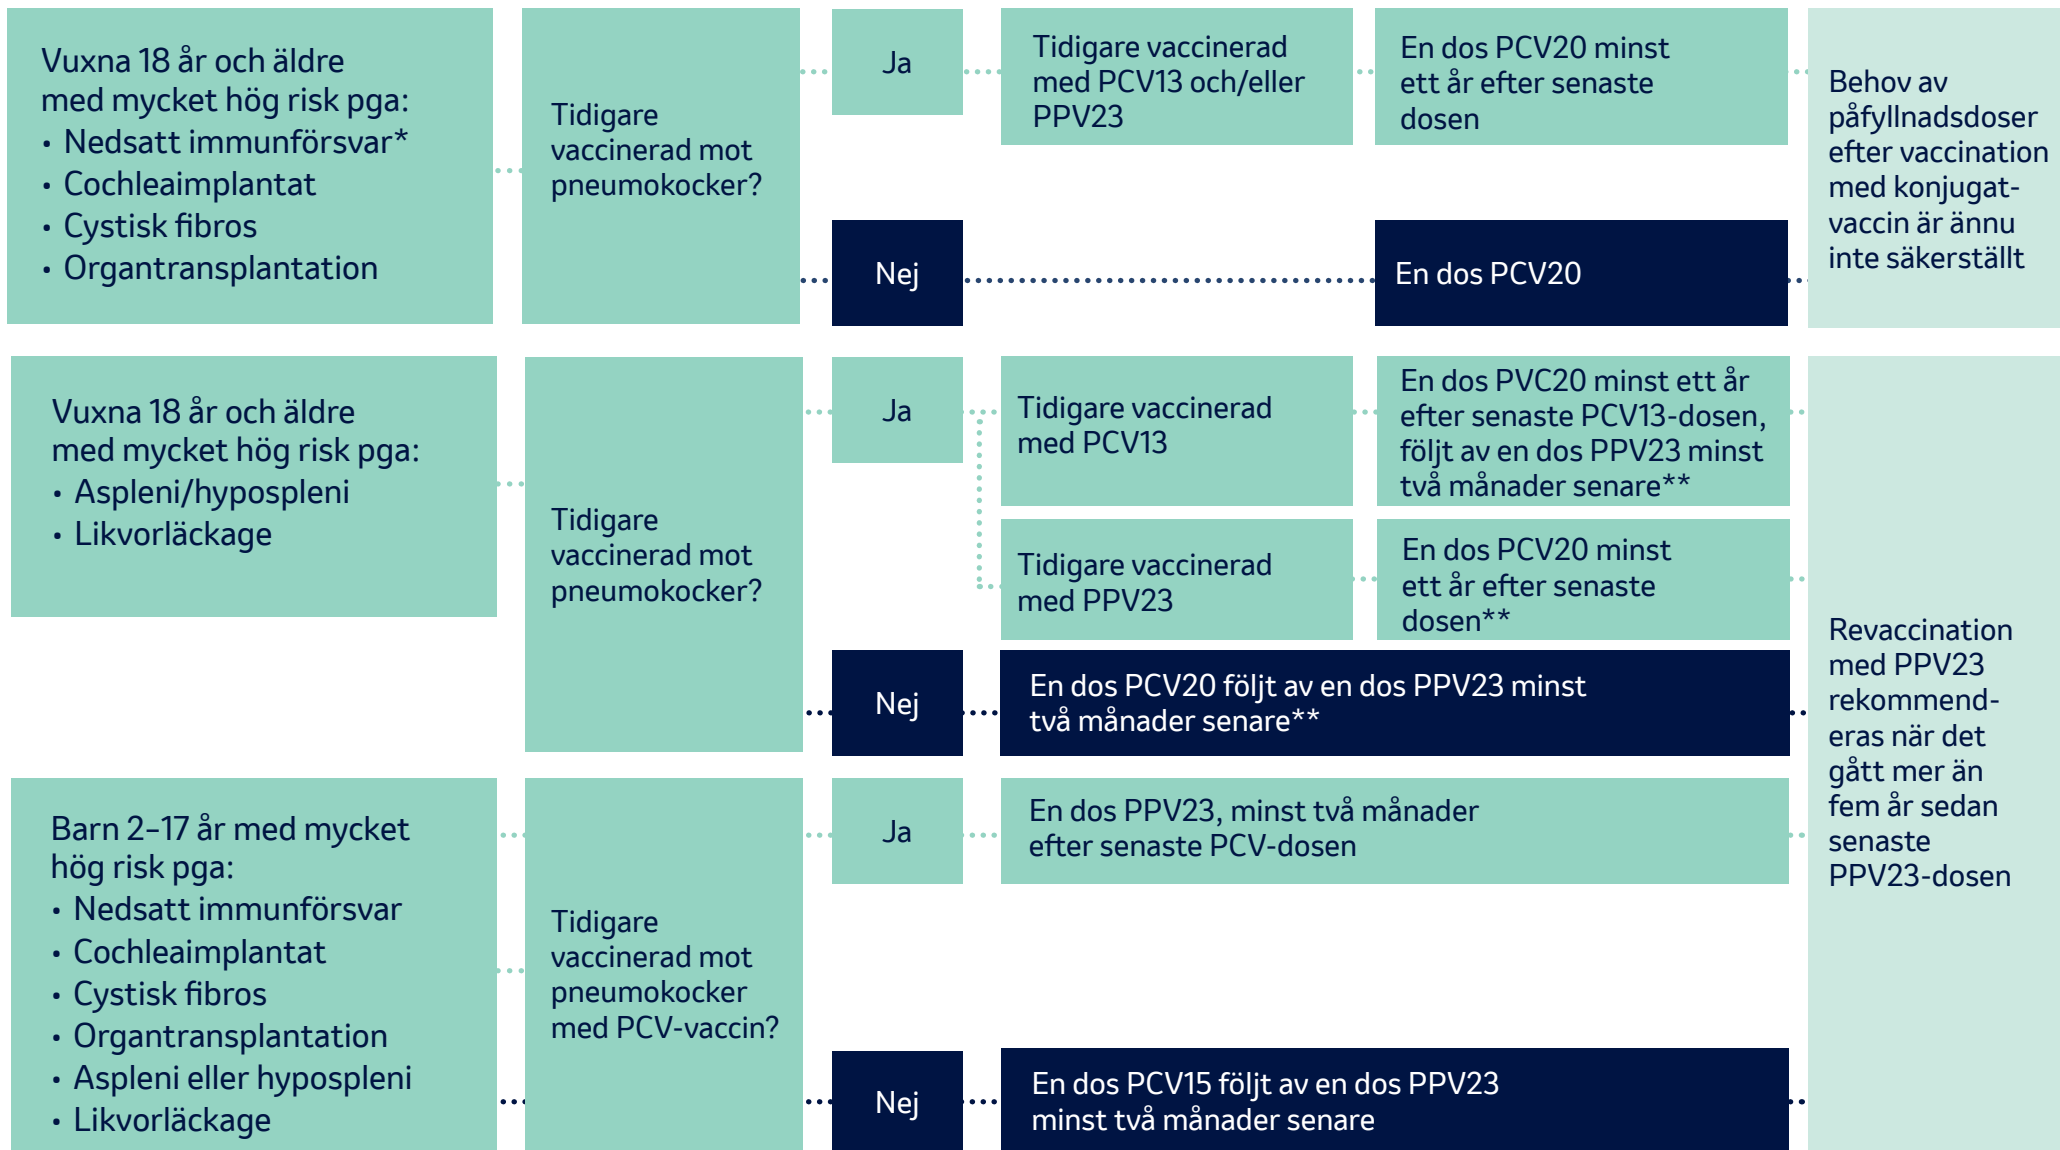 Vuxna 18 år och äldre
med mycket hög risk pga:
• Nedsatt immunförsvar*
• Cochleaimplantat
• Cystisk fibros
• Organtransplantation
Tidigare
vaccinerad mot
pneumokocker?
Ja
Tidigare vaccinerad
med PCV13 och/eller
PPV23
En dos PCV20 minst
ett år efter senaste
dosen
Nej
En dos PCV20
Behov av
påfyllnadsdoser
efter vaccination
med konjugat-
vaccin är ännu
inte säkerställt
Vuxna 18 år och äldre
med mycket hög risk pga:
• Aspleni/hypospleni
• Likvorläckage
Tidigare
vaccinerad mot
pneumokocker?
Ja
Tidigare vaccinerad
med PCV13
En dos PVC20 minst ett år
efter senaste PCV13-dosen,
följt av en dos PPV23 minst
två månader senare**
Tidigare vaccinerad
med PPV23
En dos PCV20 minst
ett år efter senaste
dosen**
Nej
En dos PCV20 följt av en dos PPV23 minst
två månader senare**
Barn 2–17 år med mycket
hög risk pga:
• Nedsatt immunförsvar
• Cochleaimplantat
• Cystisk fibros
• Organtransplantation
• Aspleni eller hypospleni
• Likvorläckage
Tidigare
vaccinerad mot
pneumokocker
med PCV-vaccin?
Ja
En dos PPV23, minst två månader
efter senaste PCV-dosen
Nej
En dos PCV15 följt av en dos PPV23
minst två månader senare
Revaccination
med PPV23
rekommend-
eras när det
gått mer än
fem år sedan
senaste
PPV23-dosen